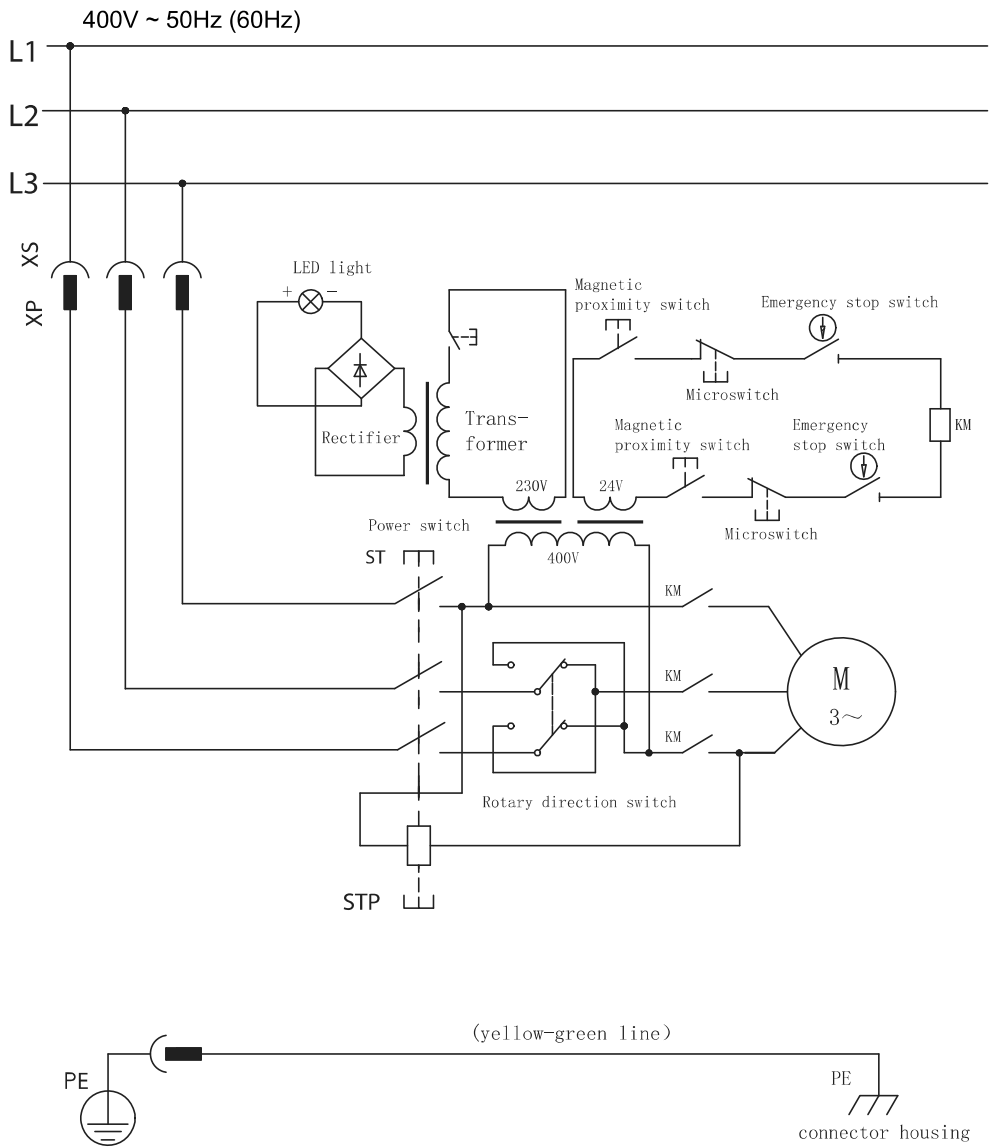 400V ~ 50Hz (60Hz)
L1
L2
L3
XS
XP
LED light
+ −
Rectifier
Trans-
former
Magnetic
proximity switch
Emergency stop switch
Microswitch
KM
Magnetic
proximity switch
Emergency
stop switch
Microswitch
230V
24V
400V
Power switch
ST
KM
KM
KM
M
3~
Rotary direction switch
STP
(yellow-green line)
PE
PE
connector housing